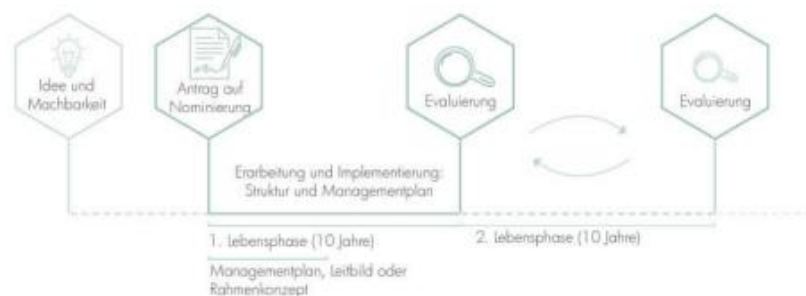 Idee und
Machbarkeit
Antrag auf
Nominierung
Evaluierung
Evaluierung
Erarbeitung und Implementierung:
Struktur und Managementplan
1. Lebensphase (10 Jahre)
2. Lebensphase (10 Jahre)
Managementplan, Leitbild oder
Rahmenkonzept